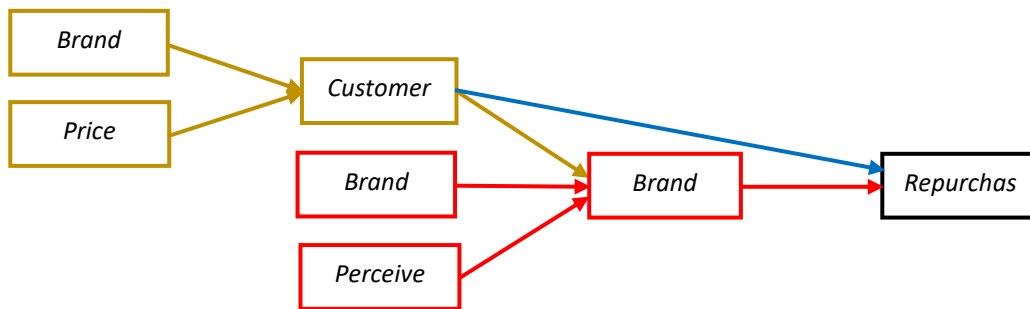 Brand
Price
Customer
Brand
Perceive
Brand
Repurchas